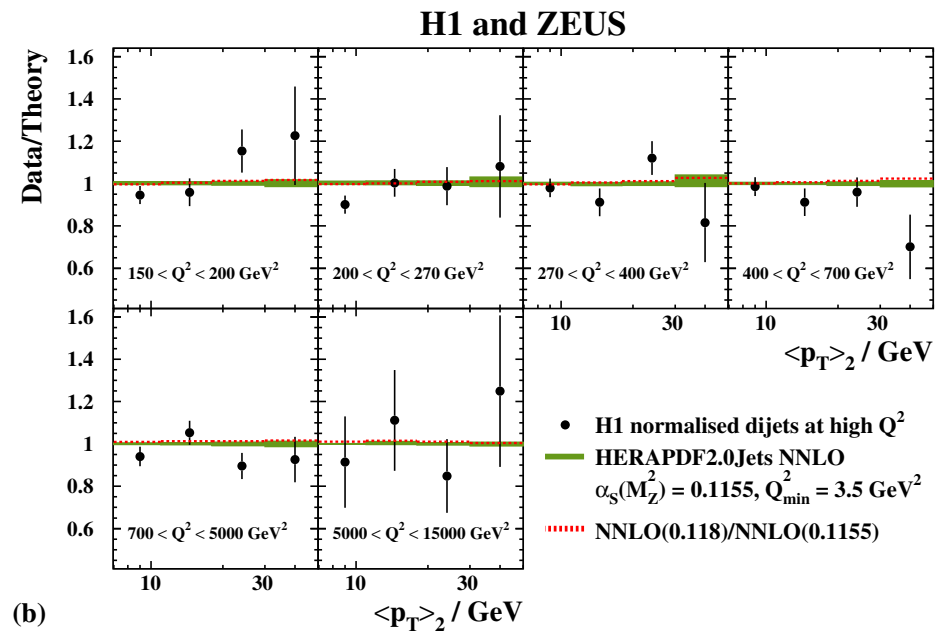 H1 and ZEUS
Data/Theory
1.6
1.4
1.2
1
0.8
0.6
150 < Q² < 200 GeV²
200 < Q² < 270 GeV²
270 < Q² < 400 GeV²
400 < Q² < 700 GeV²
10 30
10 30
<p_T>₂ / GeV
1.6
1.4
1.2
1
0.8
0.6
700 < Q² < 5000 GeV²
5000 < Q² < 15000 GeV²
10 30
10 30
<p_T>₂ / GeV
H1 normalised dijets at high Q²
HERAPDF2.0Jets NNLO
α_S(M_Z²) = 0.1155, Q²_min = 3.5 GeV²
NNLO(0.118)/NNLO(0.1155)
(b)